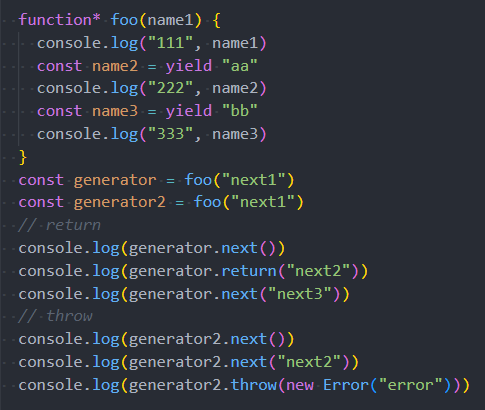 function* foo(name1) {
  console.log("111", name1)
  const name2 = yield "aa"
  console.log("222", name2)
  const name3 = yield "bb"
  console.log("333", name3)
}
const generator = foo("next1")
const generator2 = foo("next1")
// return
console.log(generator.next())
console.log(generator.return("next2"))
console.log(generator.next("next3"))
// throw
console.log(generator2.next())
console.log(generator2.next("next2"))
console.log(generator2.throw(new Error("error")))